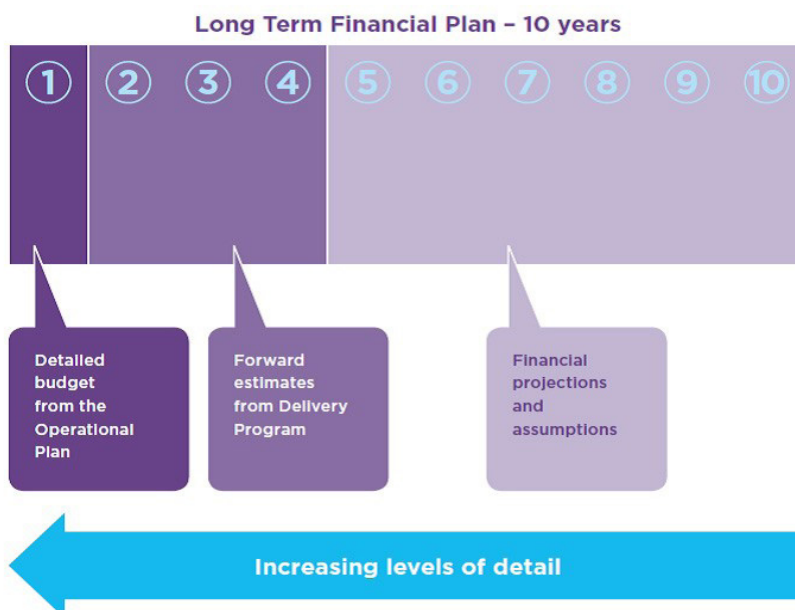 Long Term Financial Plan – 10 years
1 2 3 4 5 6 7 8 9 10
Detailed
budget
from the
Operational
Plan
Forward
estimates
from Delivery
Program
Financial
projections
and
assumptions
Increasing levels of detail